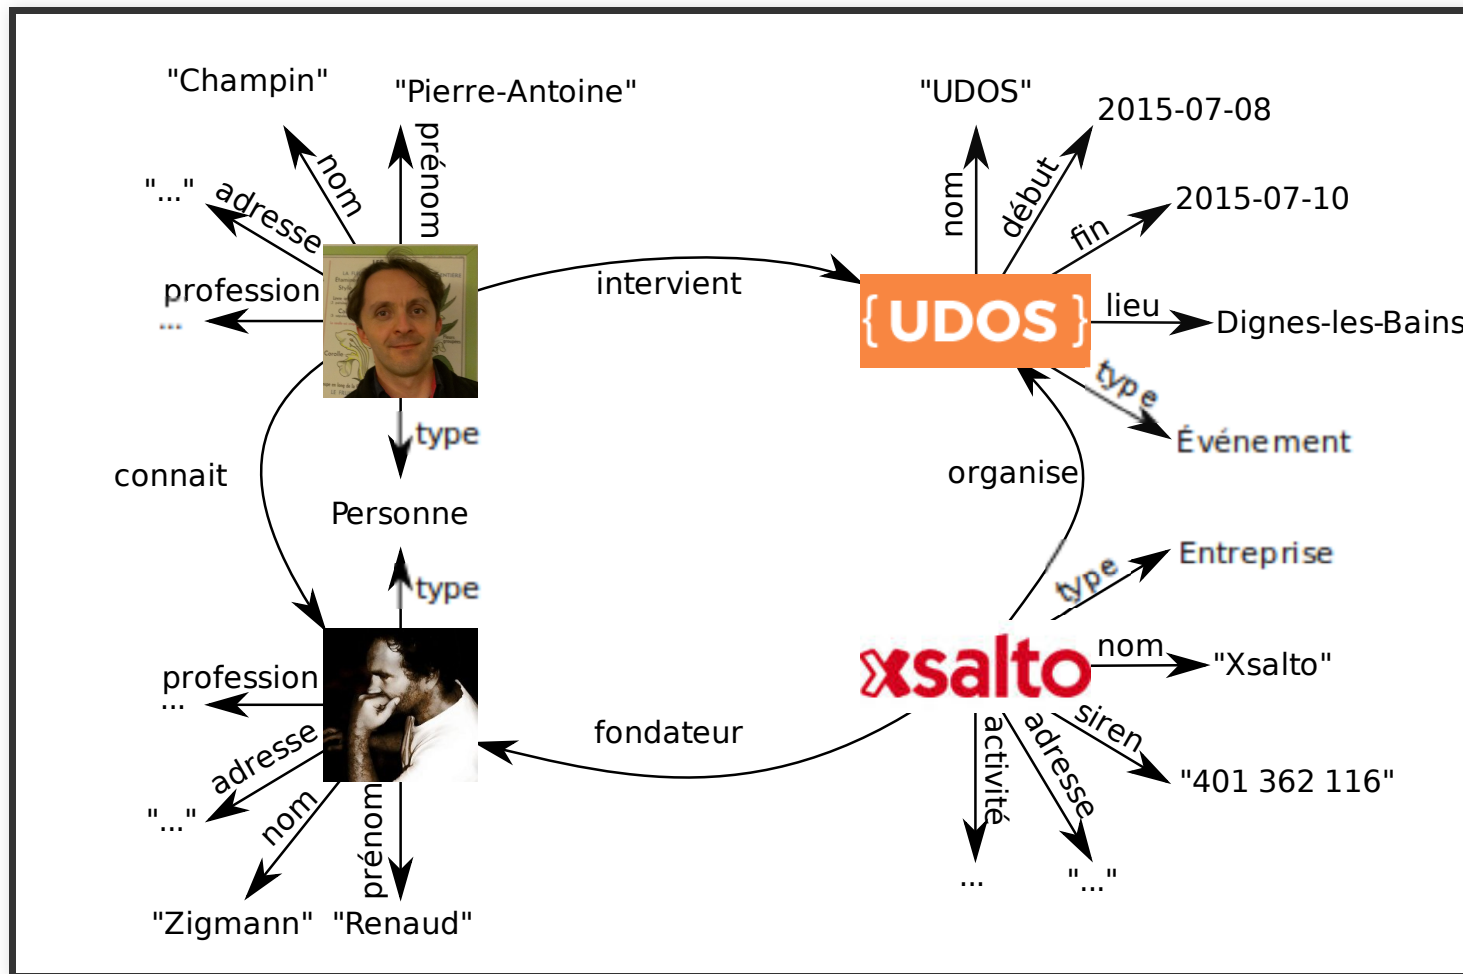 "Champin"
"Pierre-Antoine"
"UDOS"
2015-07-08
nom
prénom
"..."
adresse
nom
début
2015-07-10
fin
profession
...
intervient
{ UDOS }
lieu
Dignes-les-Bains
type
type
Événement
connait
organise
Personne
type
type
Entreprise
profession
...
xsalto
nom
"Xsalto"
adresse
fondateur
activité
adresse
siren
"401 362 116"
"..."
nom
prénom
...
"..."
"Zigmann"
"Renaud"